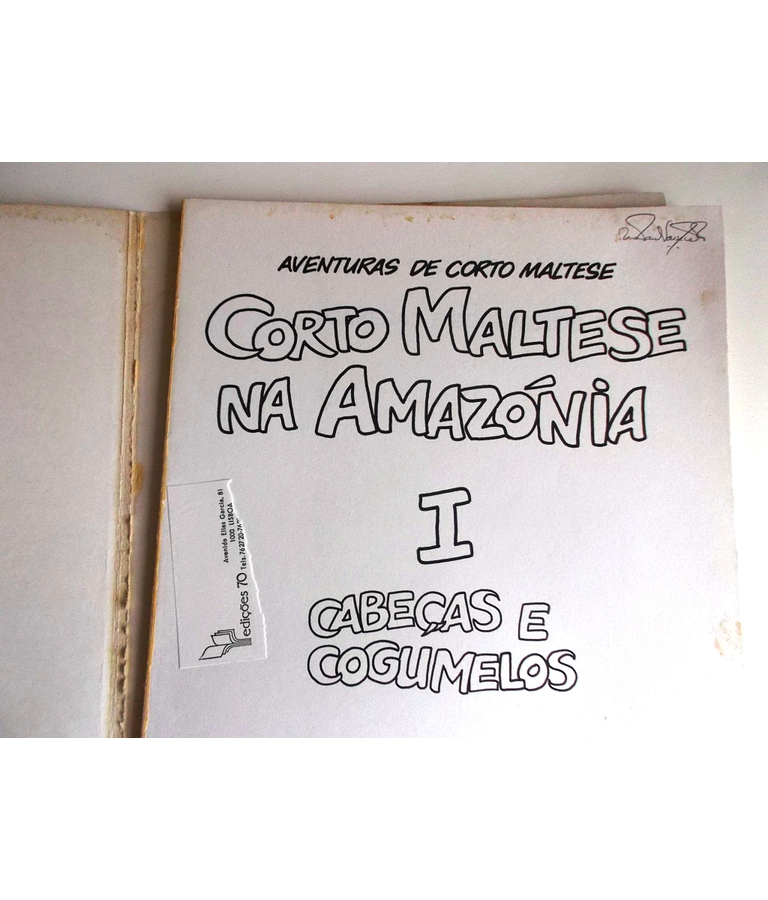 AVENTURAS DE CORTO MALTESE
CORTO MALTESE
NA AMAZÓNIA
I
CABEÇAS E
COGUMELOS
edições 70
Avenida Elias Garcia, 81
1000 LISBOA